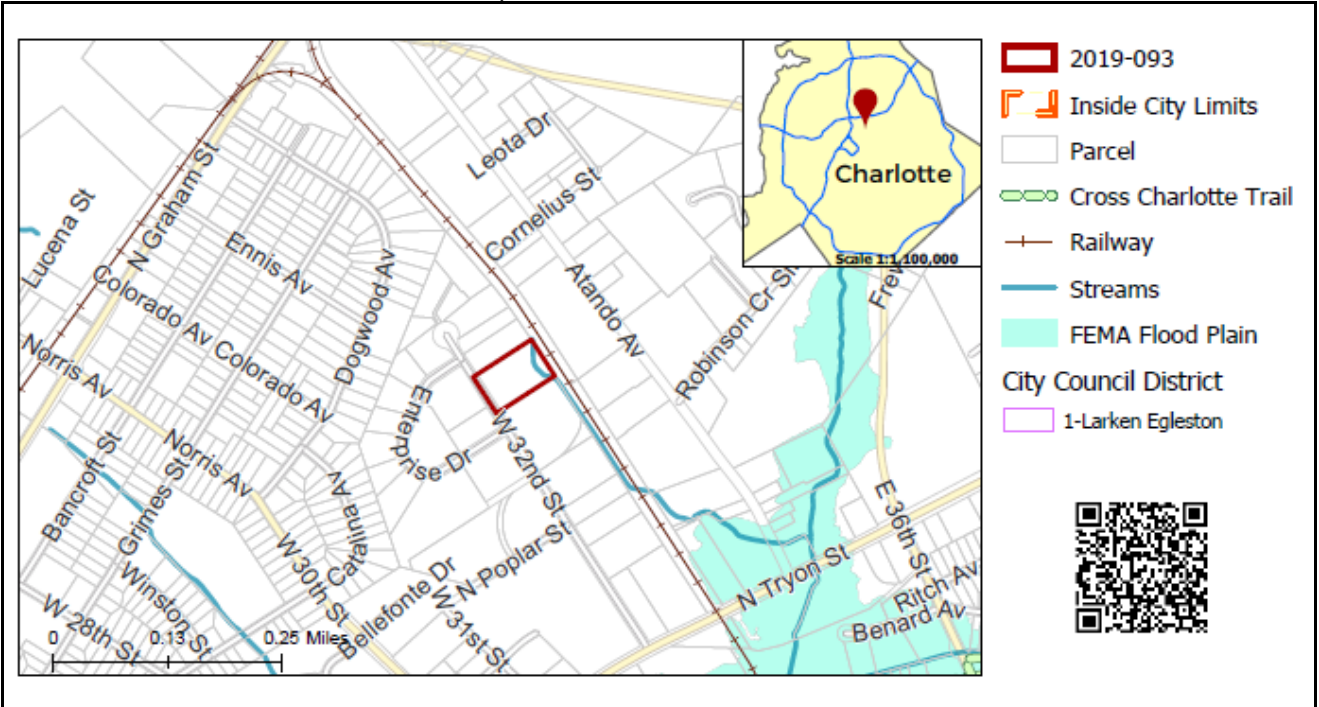 Leota Dr
Cornelius St
N Graham St
Lucena St
Ennis Av
Dogwood Av
Atando Av
Colorado Av
Colorado Av
Robinson Cr
Norris Av
Enterprise Dr
W 32nd St
Norris Av
Bancroft St
Grimes St
Catalina Av
E 36th St
W 30th St
N Poplar St
Bellefonte Dr
N Tryon St
Ritch Av
Benard Av
Winston St
W 31st St
W 28th St
0
0.13
0.25 Miles
Charlotte
Scale 1:1,100,000
2019-093
Inside City Limits
Parcel
Cross Charlotte Trail
Railway
Streams
FEMA Flood Plain
City Council District
1-Larken Egleston